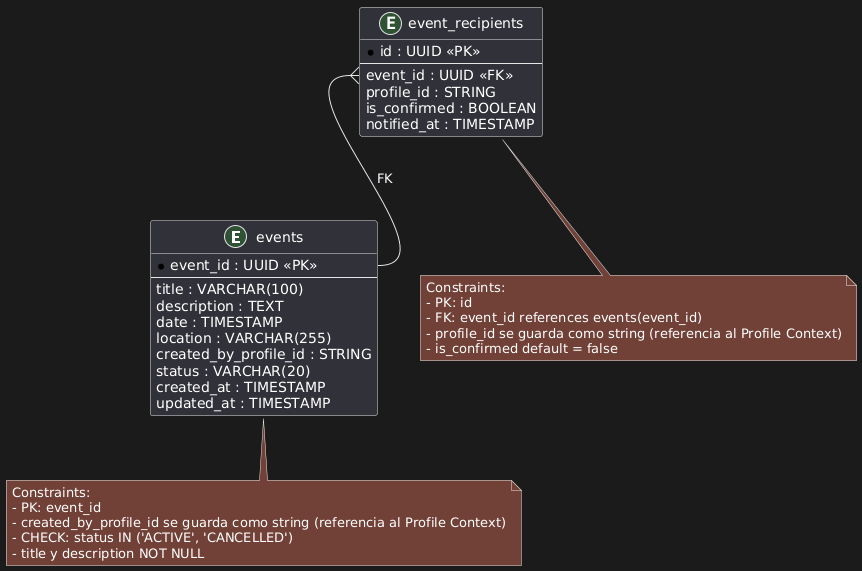 E event_recipients
id : UUID «PK»
event_id : UUID «FK»
profile_id : STRING
is_confirmed : BOOLEAN
notified_at : TIMESTAMP
FK
E events
event_id : UUID «PK»
title : VARCHAR(100)
description : TEXT
date : TIMESTAMP
location : VARCHAR(255)
created_by_profile_id : STRING
status : VARCHAR(20)
created_at : TIMESTAMP
updated_at : TIMESTAMP
Constraints:
- PK: id
- FK: event_id references events(event_id)
- profile_id se guarda como string (referencia al Profile Context)
- is_confirmed default = false
Constraints:
- PK: event_id
- created_by_profile_id se guarda como string (referencia al Profile Context)
- CHECK: status IN ('ACTIVE', 'CANCELLED')
- title y description NOT NULL